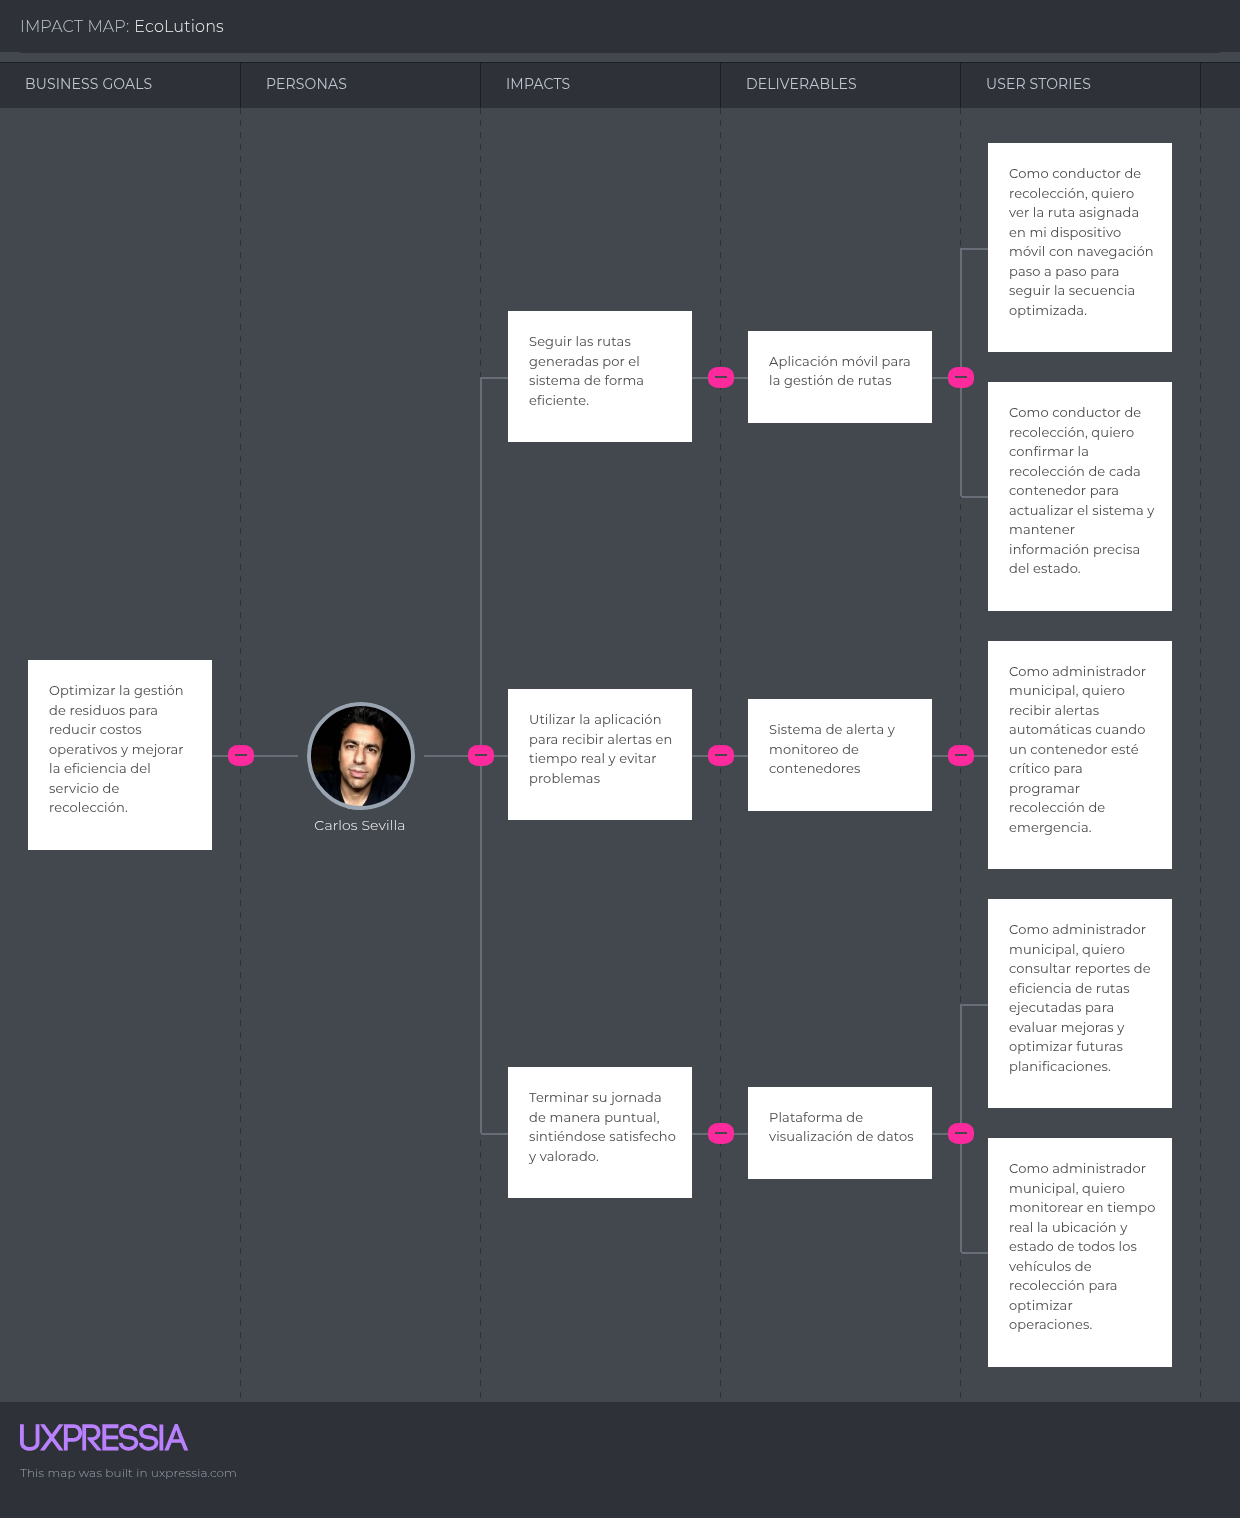 IMPACT MAP: EcoLutions
BUSINESS GOALS
PERSONAS
IMPACTS
DELIVERABLES
USER STORIES
Optimizar la gestión
de residuos para
reducir costos
operativos y mejorar
la eficiencia del
servicio de
recolección.
Carlos Sevilla
Seguir las rutas
generadas por el
sistema de forma
eficiente.
Aplicación móvil para
la gestión de rutas
Como conductor de
recolección, quiero
ver la ruta asignada
en mi dispositivo
móvil con navegación
paso a paso para
seguir la secuencia
optimizada.
Como conductor de
recolección, quiero
confirmar la
recolección de cada
contenedor para
actualizar el sistema y
mantener
información precisa
del estado.
Utilizar la aplicación
para recibir alertas en
tiempo real y evitar
problemas
Sistema de alerta y
monitoreo de
contenedores
Como administrador
municipal, quiero
recibir alertas
automáticas cuando
un contenedor esté
crítico para
programar
recolección de
emergencia.
Terminar su jornada
de manera puntual,
sintiéndose satisfecho
y valorado.
Plataforma de
visualización de datos
Como administrador
municipal, quiero
consultar reportes de
eficiencia de rutas
ejecutadas para
evaluar mejoras y
optimizar futuras
planificaciones.
Como administrador
municipal, quiero
monitorear en tiempo
real la ubicación y
estado de todos los
vehículos de
recolección para
optimizar
operaciones.
UXPRESSIA
This map was built in uxpressia.com